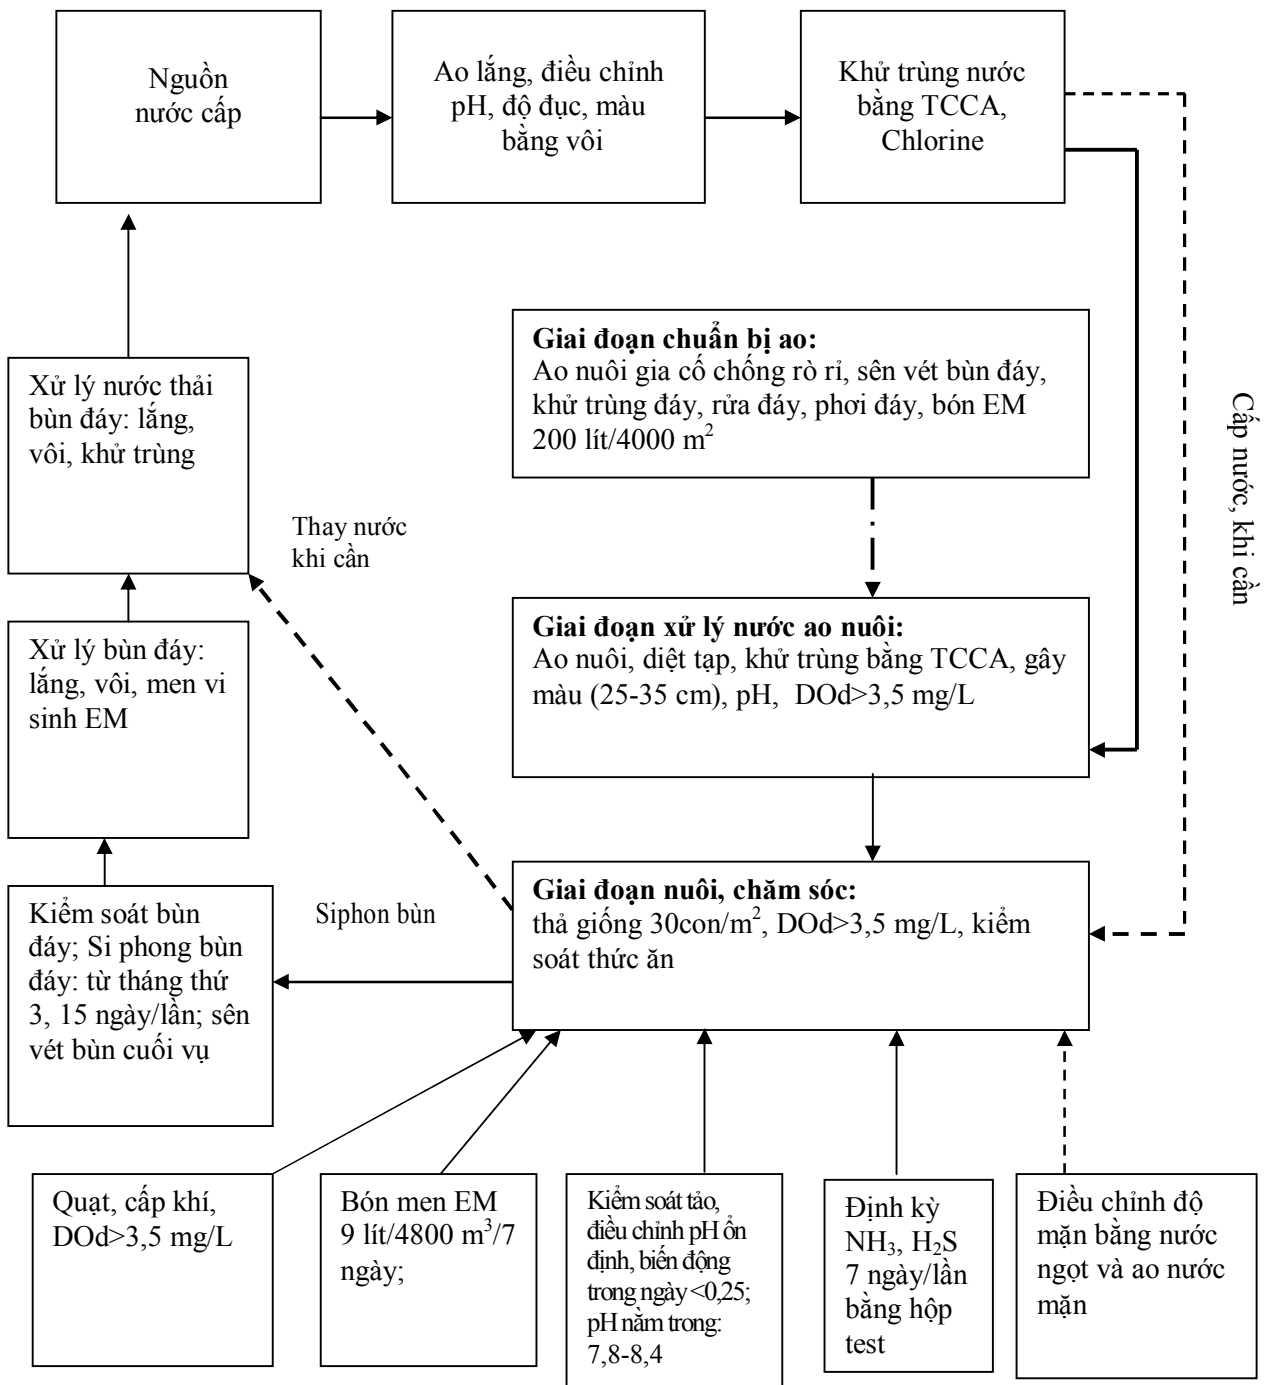 Nguồn
nước cấp
Ao lắng, điều chỉnh
pH, độ đục, màu
bằng vôi
Khử trùng nước
bằng TCCA,
Chlorine
Giai đoạn chuẩn bị ao:
Ao nuôi gia cố chống rò rỉ, sên vét bùn đáy,
khử trùng đáy, rửa đáy, phơi đáy, bón EM
200 lít/4000 m²
Cấp nước, khi cần
Xử lý nước thải
bùn đáy: lắng,
vôi, khử trùng
Thay nước
khi cần
Giai đoạn xử lý nước ao nuôi:
Ao nuôi, diệt tạp, khử trùng bằng TCCA, gây
màu (25-35 cm), pH, DOd>3,5 mg/L
Xử lý bùn đáy:
lắng, vôi, men vi
sinh EM
Giai đoạn nuôi, chăm sóc:
thả giống 30con/m², DOd>3,5 mg/L, kiểm
soát thức ăn
Siphon bùn
Kiểm soát bùn
đáy; Si phong bùn
đáy: từ tháng thứ
3, 15 ngày/lần; sên
vét bùn cuối vụ
Quạt, cấp khí,
DOd>3,5 mg/L
Bón men EM
9 lít/4800 m³/7
ngày;
Kiểm soát tảo,
điều chỉnh pH ổn
định, biến động
trong ngày <0,25;
pH nằm trong:
7,8-8,4
Định kỳ
NH₃, H₂S
7 ngày/lần
bằng hộp
test
Điều chỉnh độ
mặn bằng nước
ngọt và ao nước
mặn